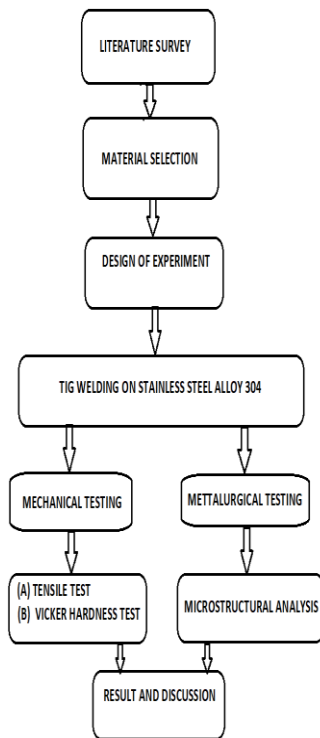 LITERATURE SURVEY
MATERIAL SELECTION
DESIGN OF EXPERIMENT
TIG WELDING ON STAINLESS STEEL ALLOY 304
MECHANICAL TESTING
METTALURGICAL TESTING
(A) TENSILE TEST
(B) VICKER HARDNESS TEST
MICROSTRUCTURAL ANALYSIS
RESULT AND DISCUSSION